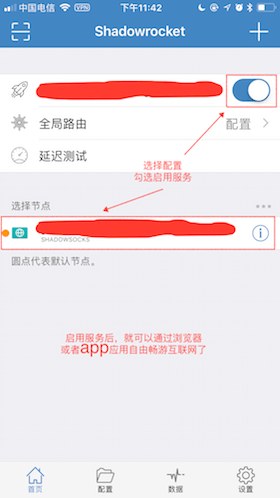 中国电信 下午11:42
Shadowrocket
全局路由 配置
延迟测试
选择配置
勾选启用服务
选择节点
SHADOWSOCKS
圆点代表默认节点。
启用服务后，就可以通过浏览器
或者app应用自由畅游互联网了
首页 配置 数据 设置